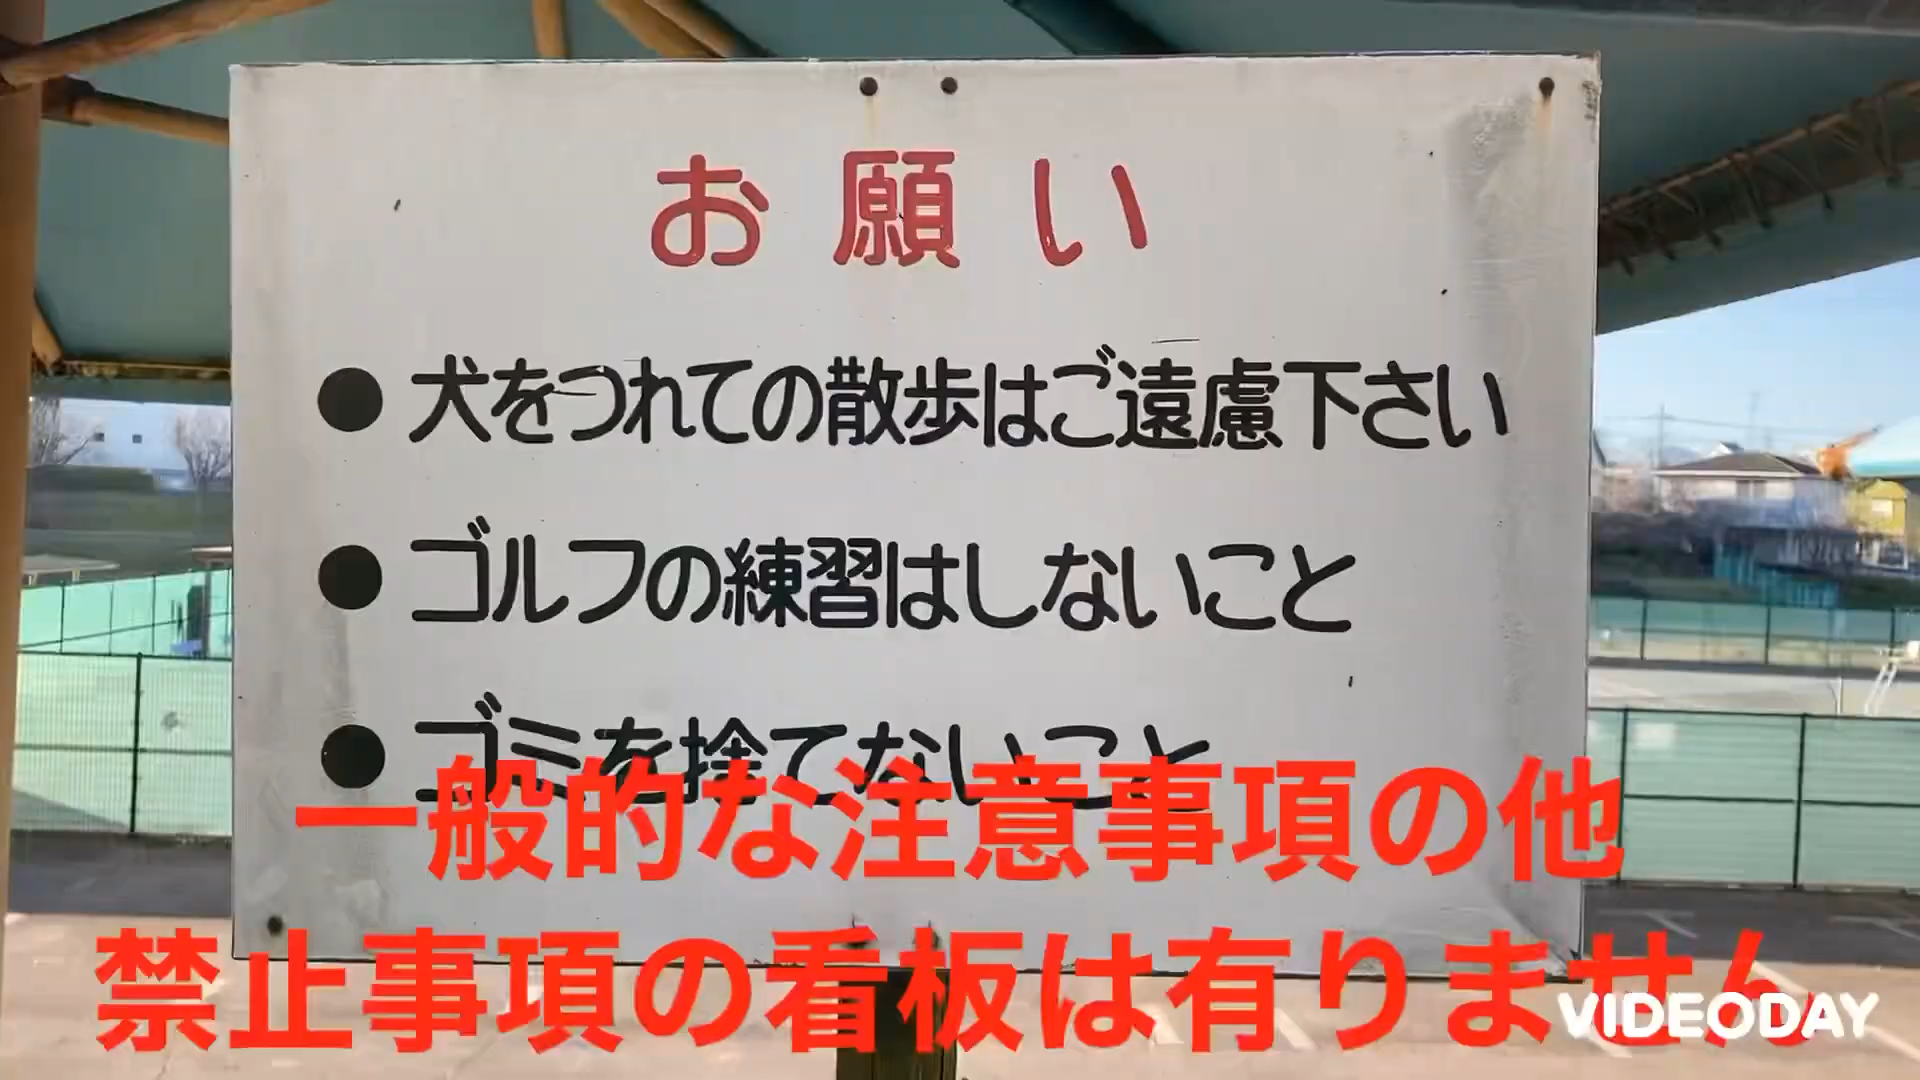 お願い
●犬をつれての散歩はご遠慮下さい
●ゴルフの練習はしないこと
●ゴミを捨てないこと
一般的な注意事項の他
禁止事項の看板は有りません
VIDEODAY